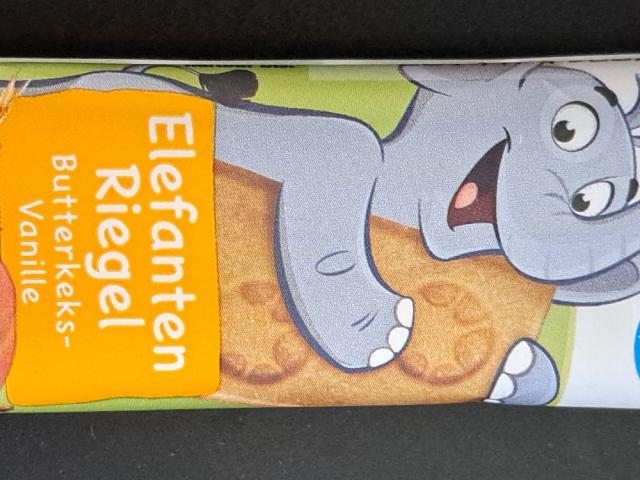 Elefanten
Riegel
Butterkeks-
Vanille